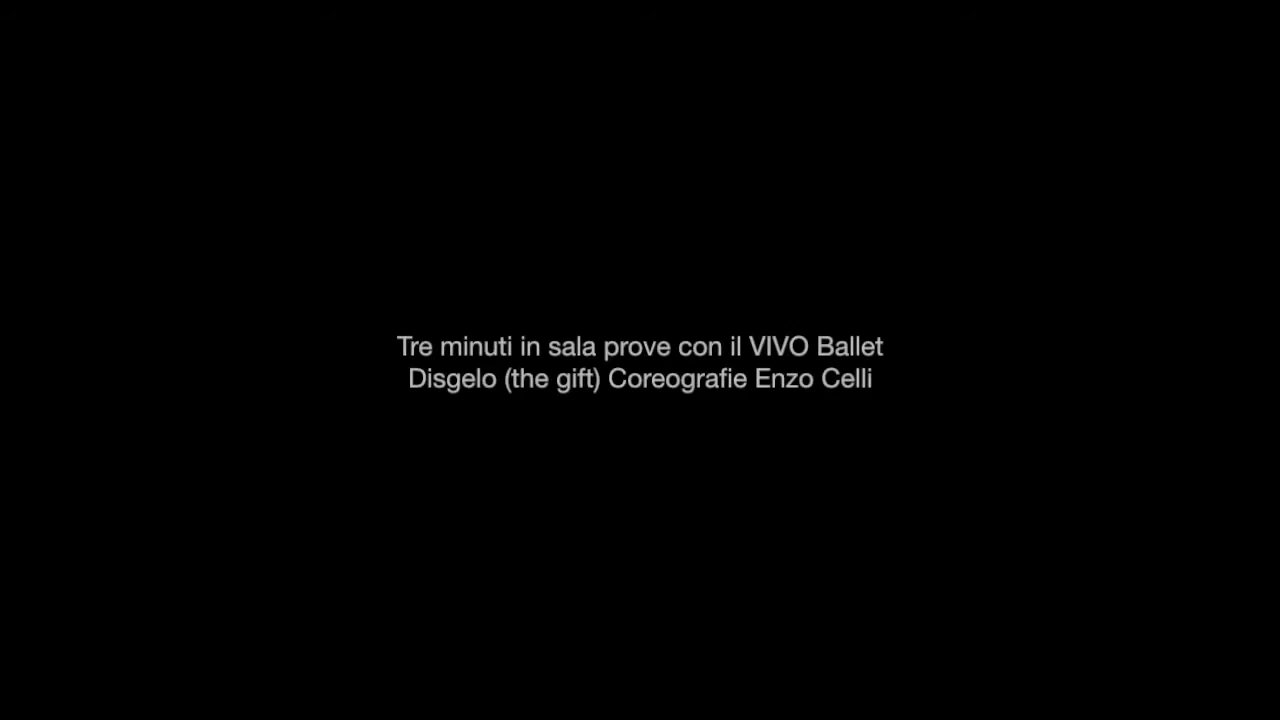 Tre minuti in sala prove con il VIVO Ballet
Disgelo (the gift) Coreografie Enzo Celli